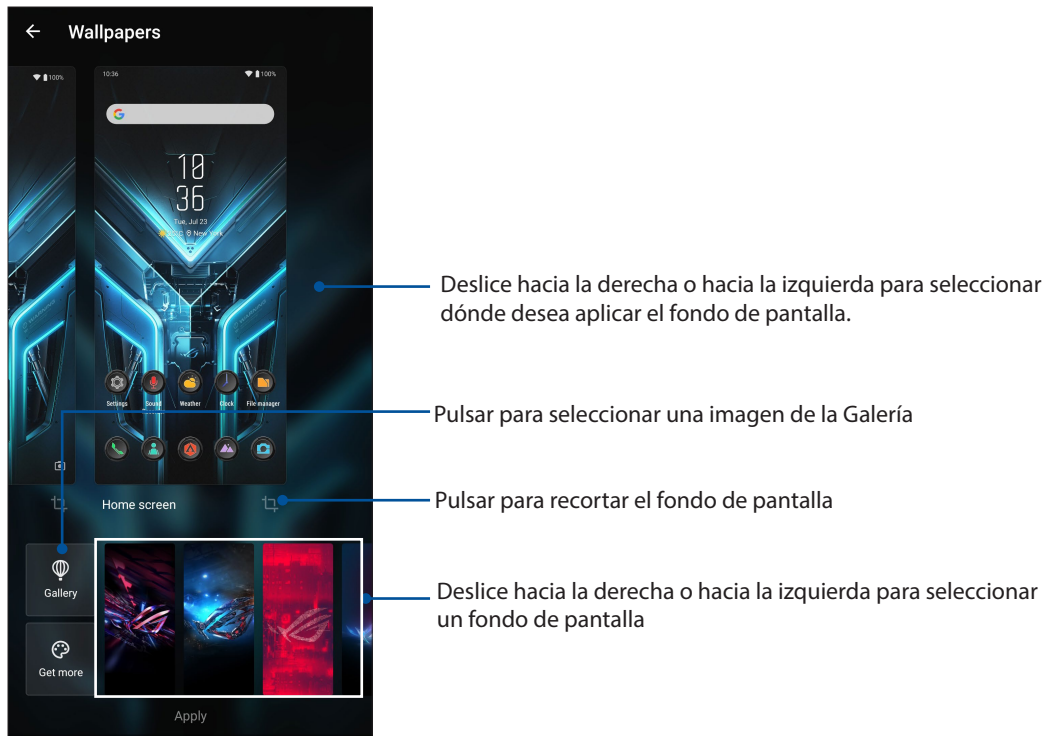 Wallpapers
100%
10:36
100%
G
18
36
Tue, Jul 23
New York
Settings Sound Weather Clock File manager
Home screen
Gallery
Get more
Apply
Deslice hacia la derecha o hacia la izquierda para seleccionar
dónde desea aplicar el fondo de pantalla.
Pulsar para seleccionar una imagen de la Galería
Pulsar para recortar el fondo de pantalla
Deslice hacia la derecha o hacia la izquierda para seleccionar
un fondo de pantalla